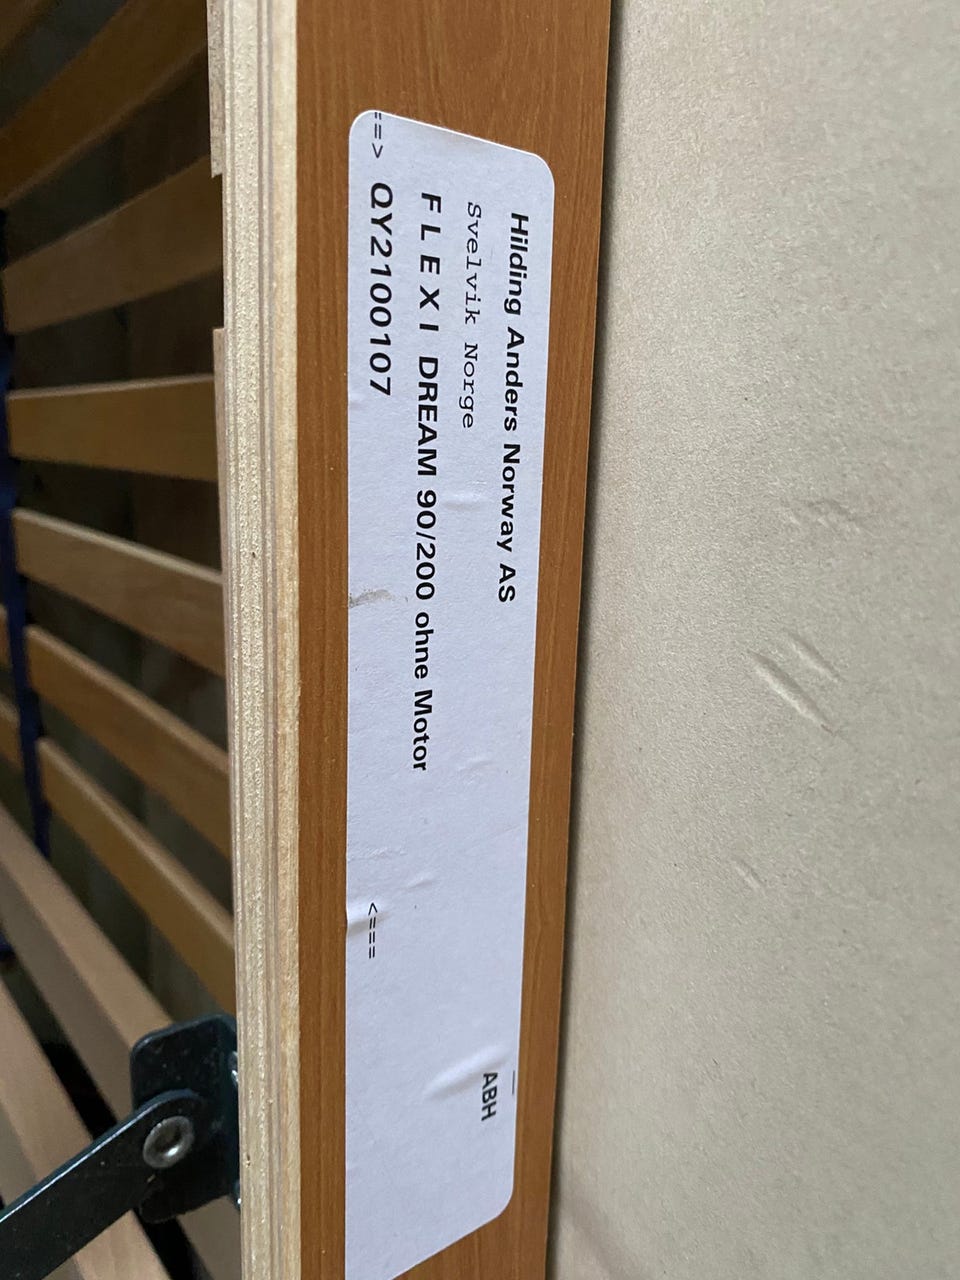 Hilding Anders Norway AS
Svelvik Norge
F L E X I DREAM 90/200 ohne Motor
==> QY2100107 <===
ABH